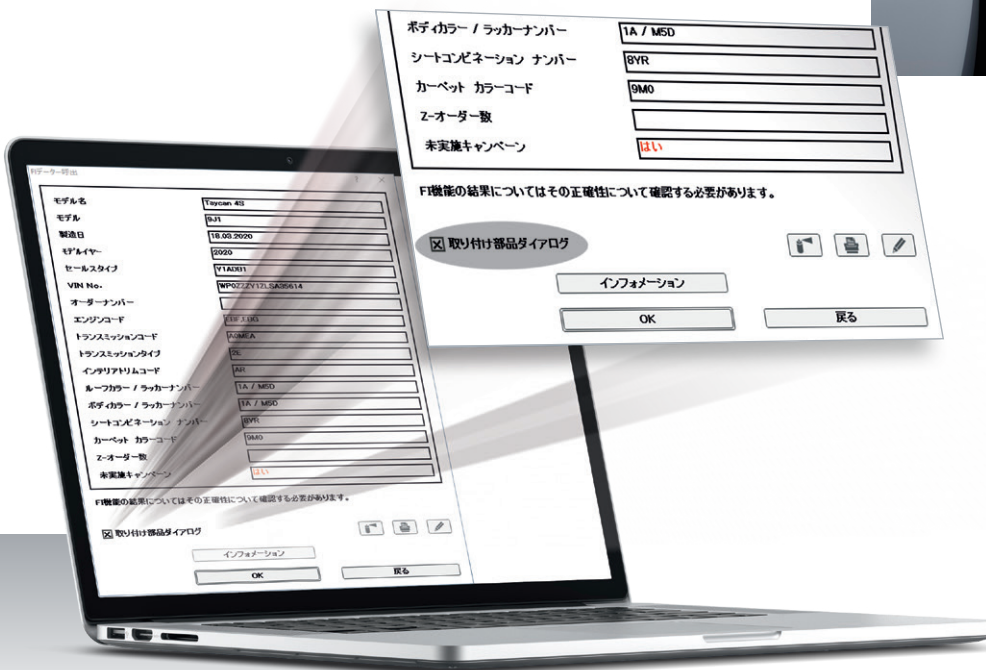 ボディカラー / ラッカーナンバー 1A / M5D
シートコンビネーション ナンバー 8YR
カーペット カラーコード 9M0
Z-オーダー数
未実施キャンペーン はい
FI機能の結果についてはその正確性について確認する必要があります。
取り付け部品ダイアログ
インフォメーション
OK 戻る
FIデーター呼出
モデル名 Taycan 4S
モデル 9J1
製造日 18.03.2020
モデルイヤー 2020
セールスタイプ Y1ADB1
VIN No. WP0ZZZY1ZLSA35614
オーダーナンバー
エンジンコード
トランスミッションコード A0MEA
トランスミッションタイプ 2E
インテリアトリムコード AR
ルーフカラー / ラッカーナンバー 1A / M5D
ボディカラー / ラッカーナンバー 1A / M5D
シートコンビネーション ナンバー 8YR
カーペット カラーコード 9M0
Z-オーダー数
未実施キャンペーン はい
FI機能の結果についてはその正確性について確認する必要があります。
取り付け部品ダイアログ
インフォメーション
OK 戻る